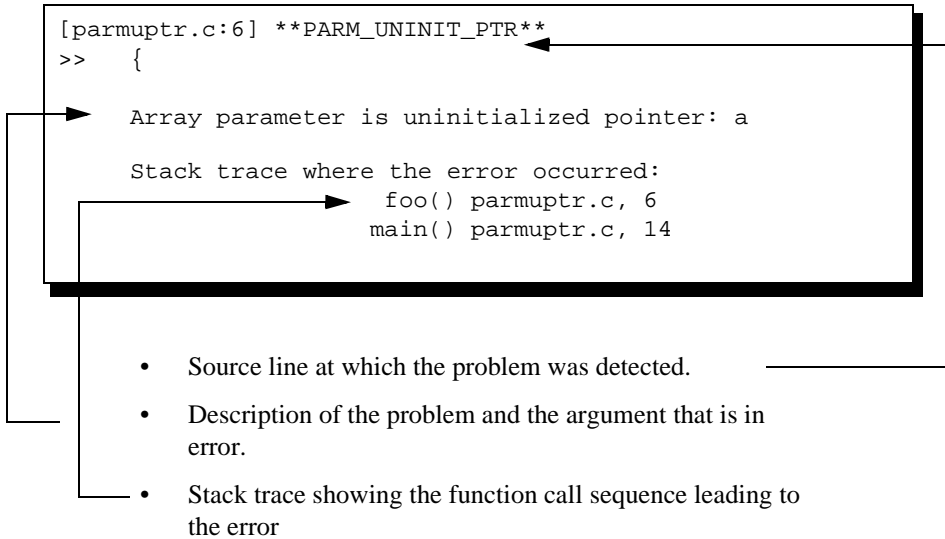 [parmuptr.c:6] **PARM_UNINIT_PTR**
>> {
Array parameter is uninitialized pointer: a
Stack trace where the error occurred:
foo() parmuptr.c, 6
main() parmuptr.c, 14
• Source line at which the problem was detected.
• Description of the problem and the argument that is in
error.
• Stack trace showing the function call sequence leading to
the error